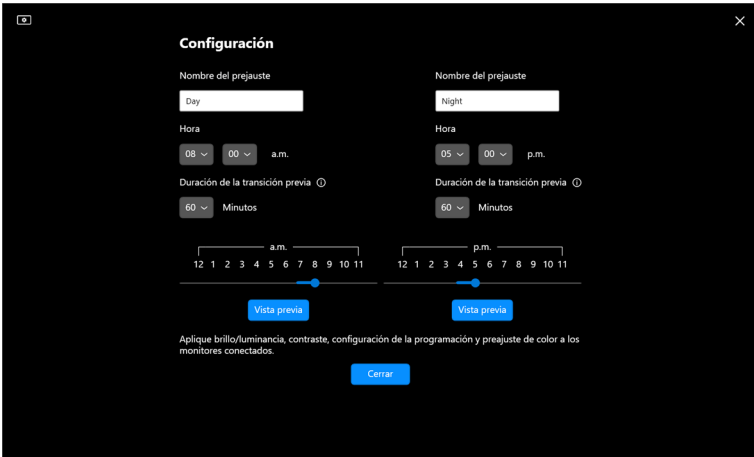 Configuración
Nombre del prejauste
Day
Hora
08 00 a.m.
Duración de la transición previa
60 Minutos
Nombre del prejauste
Night
Hora
05 00 p.m.
Duración de la transición previa
60 Minutos
a.m.
12 1 2 3 4 5 6 7 8 9 10 11
Vista previa
p.m.
12 1 2 3 4 5 6 7 8 9 10 11
Vista previa
Aplique brillo/luminancia, contraste, configuración de la programación y preajuste de color a los
monitores conectados.
Cerrar